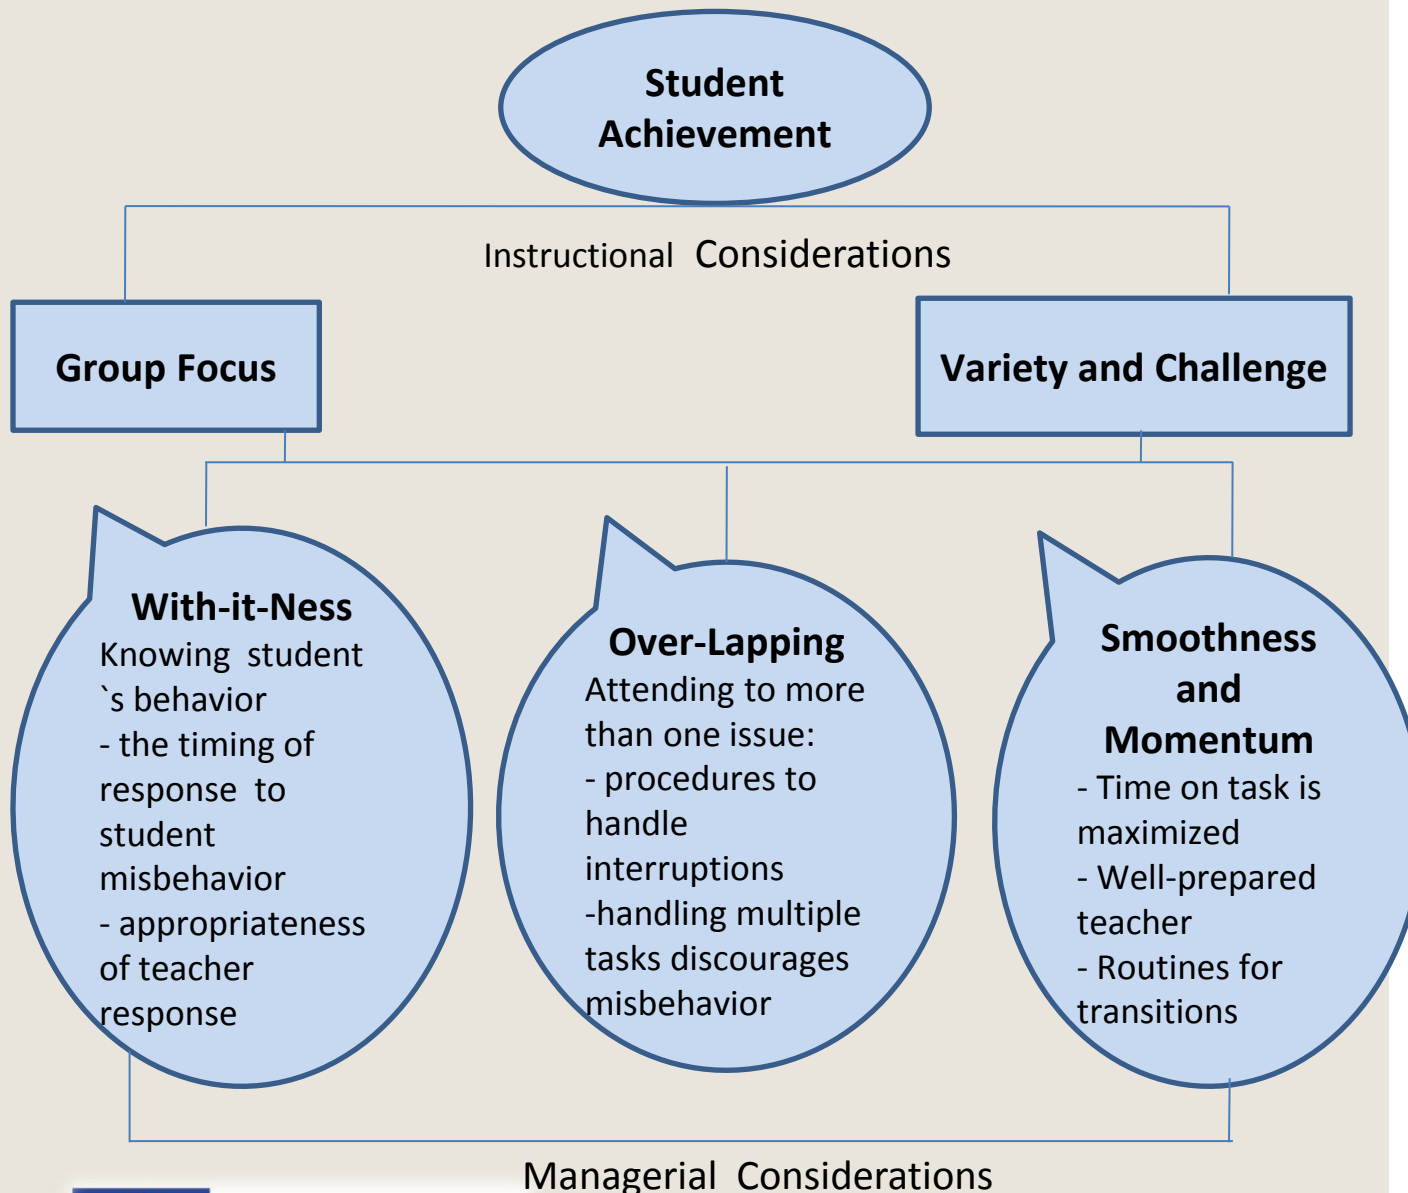 Student
Achievement
Instructional Considerations
Group Focus
Variety and Challenge
With-it-Ness
Knowing student
`s behavior
- the timing of
response to
student
misbehavior
- appropriateness
of teacher
response
Over-Lapping
Attending to more
than one issue:
- procedures to
handle
interruptions
-handling multiple
tasks discourages
misbehavior
Smoothness
and
Momentum
- Time on task is
maximized
- Well-prepared
teacher
- Routines for
transitions
Managerial Considerations